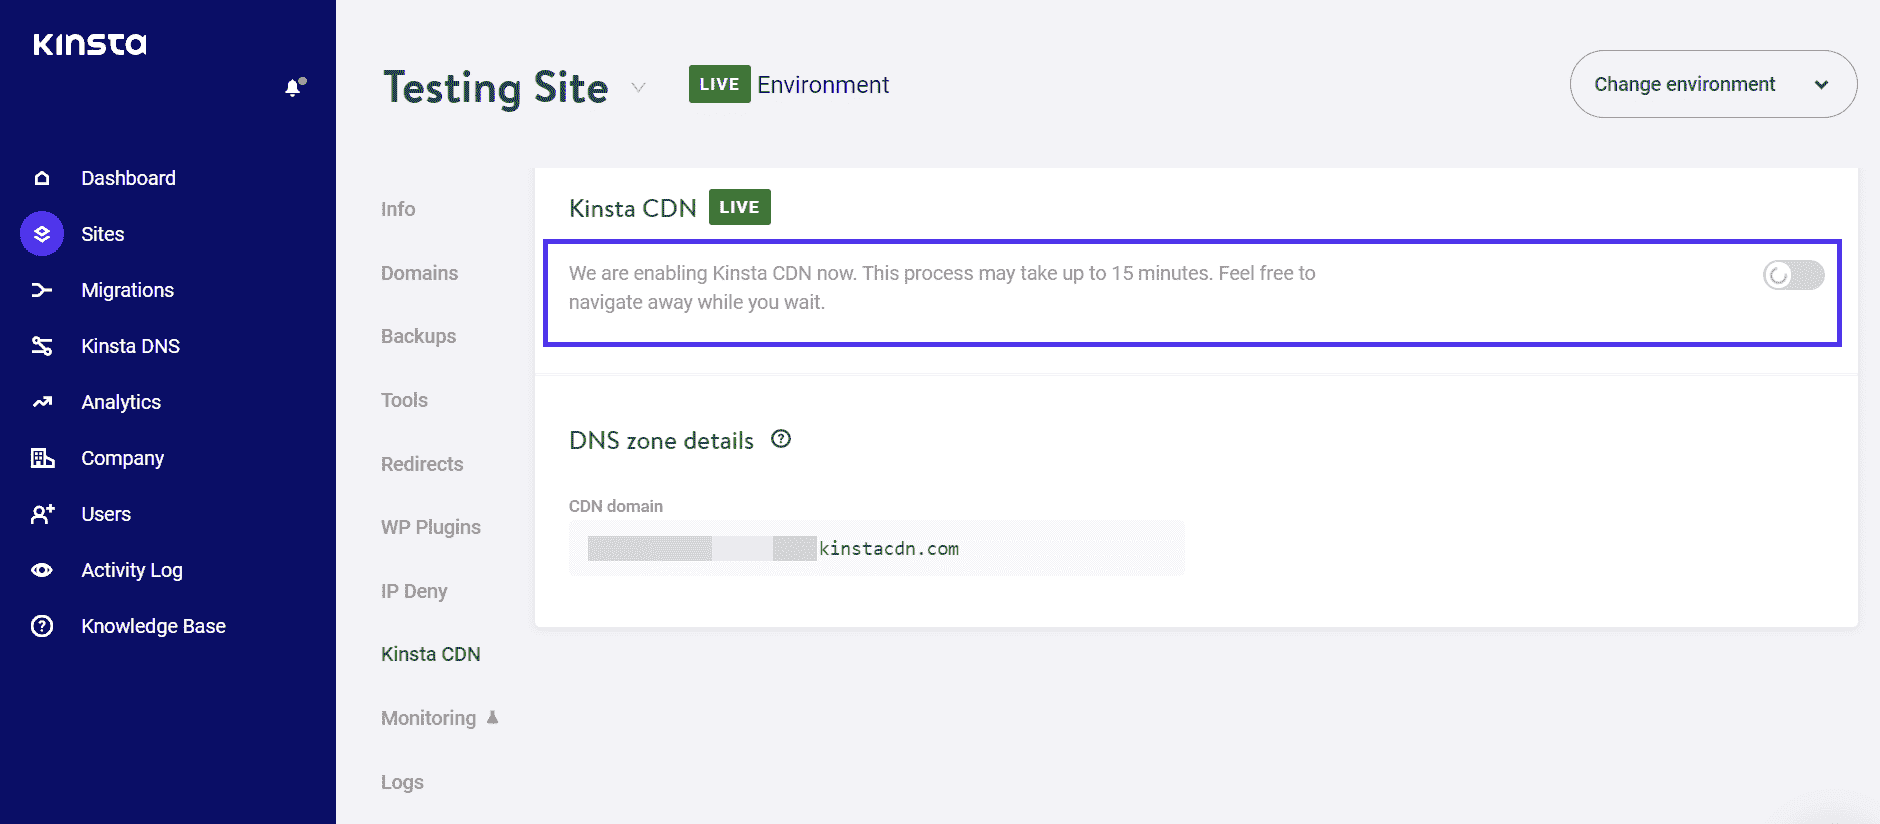 Kinsta
Dashboard
Sites
Migrations
Kinsta DNS
Analytics
Company
Users
Activity Log
Knowledge Base
Testing Site
LIVE Environment
Change environment
Info
Domains
Backups
Tools
Redirects
WP Plugins
IP Deny
Kinsta CDN
Monitoring
Logs
Kinsta CDN LIVE
We are enabling Kinsta CDN now. This process may take up to 15 minutes. Feel free to
navigate away while you wait.
DNS zone details ?
CDN domain
kinstacdn.com